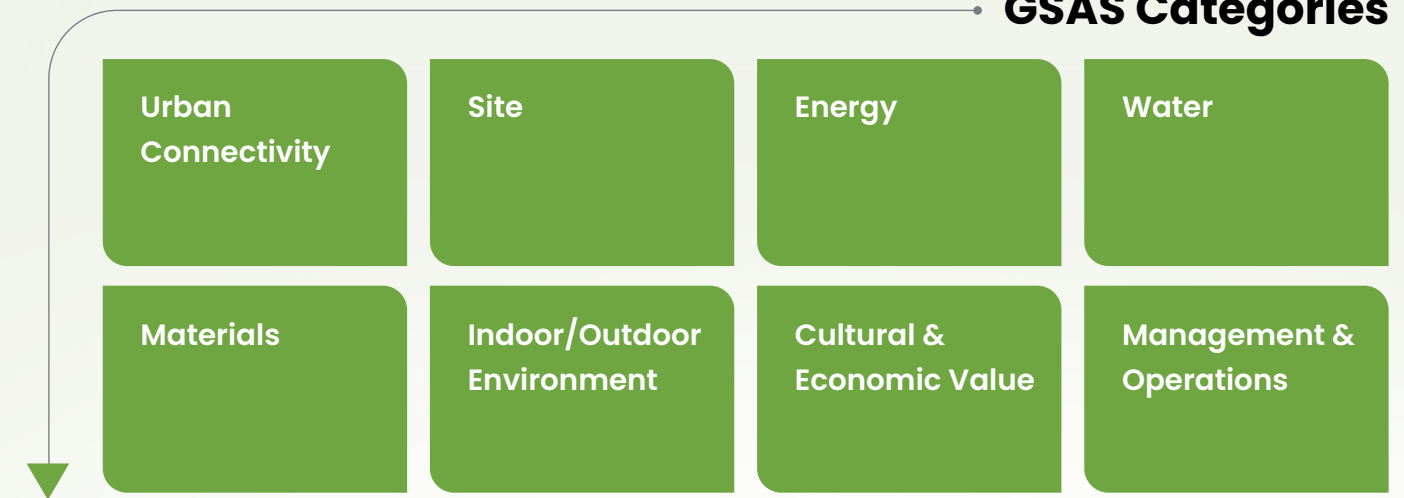 GSAS Categories
Urban
Connectivity
Site
Energy
Water
Materials
Indoor/Outdoor
Environment
Cultural &
Economic Value
Management &
Operations